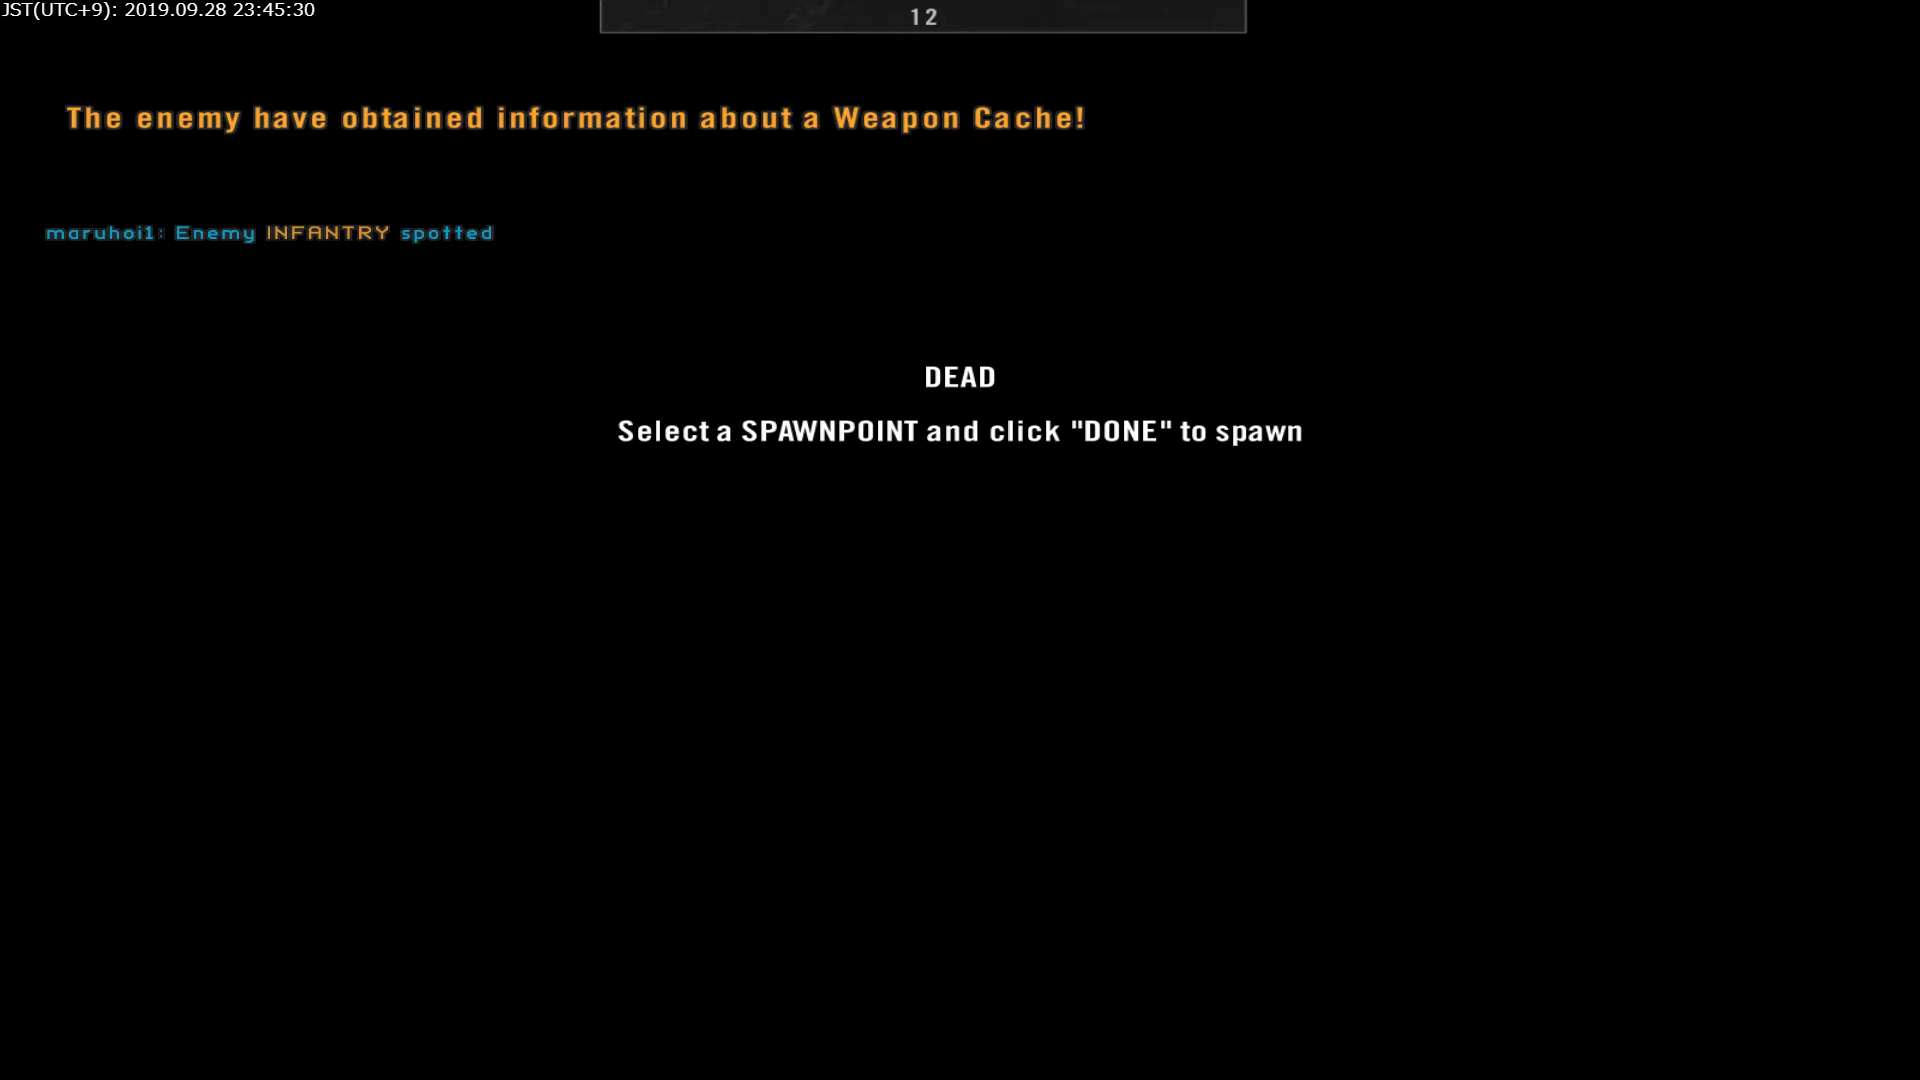 JST(UTC+9): 2019.09.28 23:45:30
12
The enemy have obtained information about a Weapon Cache!
maruhoi1: Enemy INFANTRY spotted
DEAD
Select a SPAWNPOINT and click "DONE" to spawn